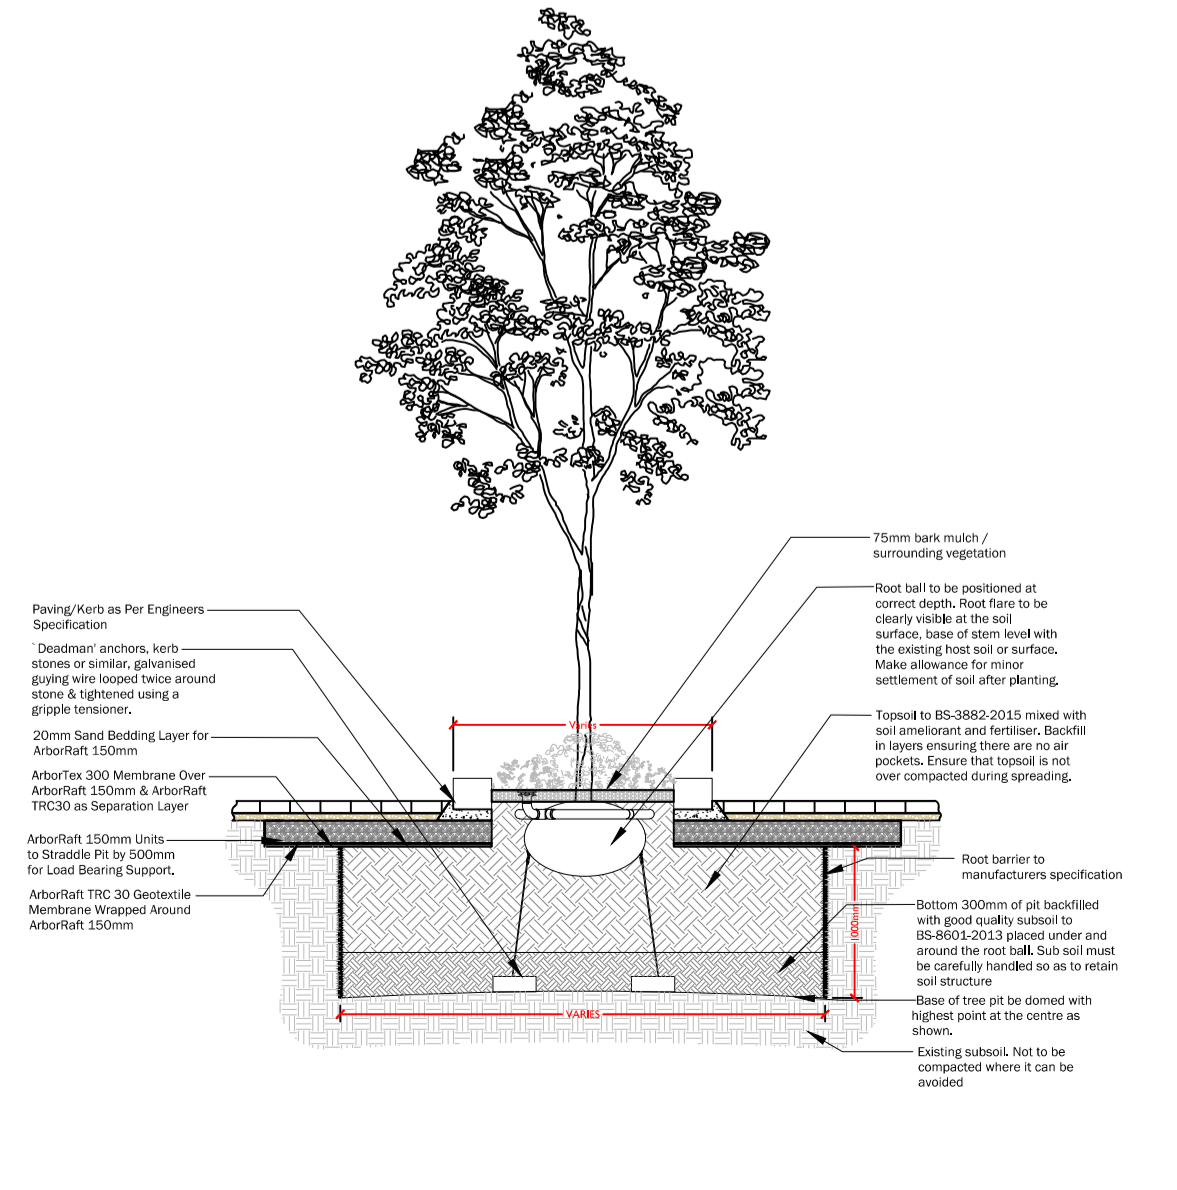 75mm bark mulch /
surrounding vegetation
Root ball to be positioned at
correct depth. Root flare to be
clearly visible at the soil
surface, base of stem level with
the existing host soil or surface.
Make allowance for minor
settlement of soil after planting.
Paving/Kerb as Per Engineers
Specification
`Deadman' anchors, kerb
stones or similar, galvanised
guying wire looped twice around
stone & tightened using a
gripple tensioner.
20mm Sand Bedding Layer for
ArborRaft 150mm
ArborTex 300 Membrane Over
ArborRaft 150mm & ArborRaft
TRC30 as Separation Layer
ArborRaft 150mm Units
to Straddle Pit by 500mm
for Load Bearing Support.
ArborRaft TRC 30 Geotextile
Membrane Wrapped Around
ArborRaft 150mm
Varies
Topsoil to BS-3882-2015 mixed with
soil ameliorant and fertiliser. Backfill
in layers ensuring there are no air
pockets. Ensure that topsoil is not
over compacted during spreading.
Root barrier to
manufacturers specification
1000mm
Bottom 300mm of pit backfilled
with good quality subsoil to
BS-8601-2013 placed under and
around the root ball. Sub soil must
be carefully handled so as to retain
soil structure
Base of tree pit be domed with
highest point at the centre as
shown.
VARIES
Existing subsoil. Not to be
compacted where it can be
avoided